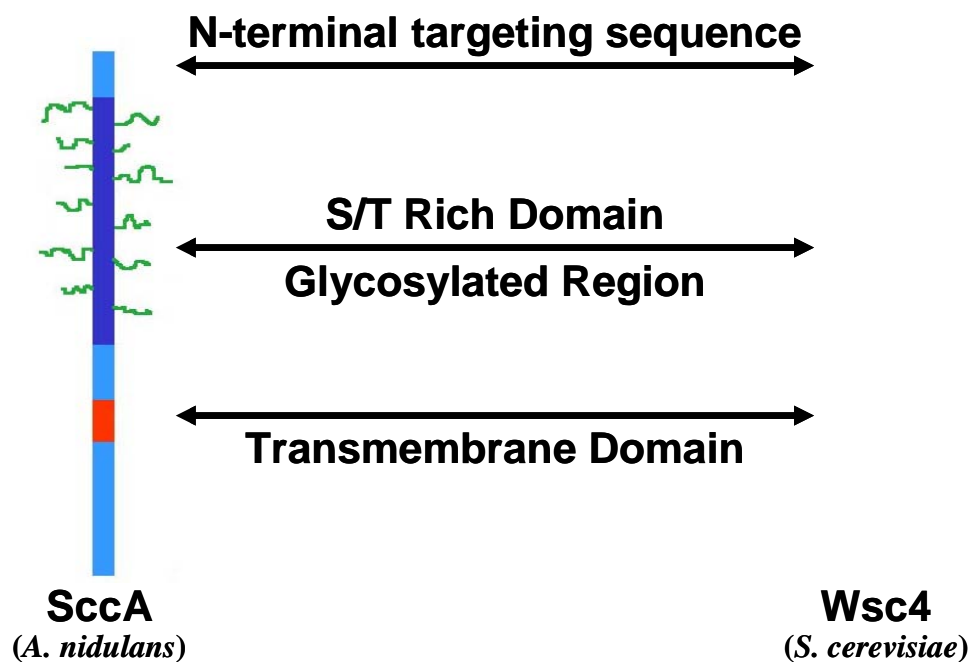 N-terminal targeting sequence
S/T Rich Domain
Glycosylated Region
Transmembrane Domain
SccA
(A. nidulans)
Wsc4
(S. cerevisiae)